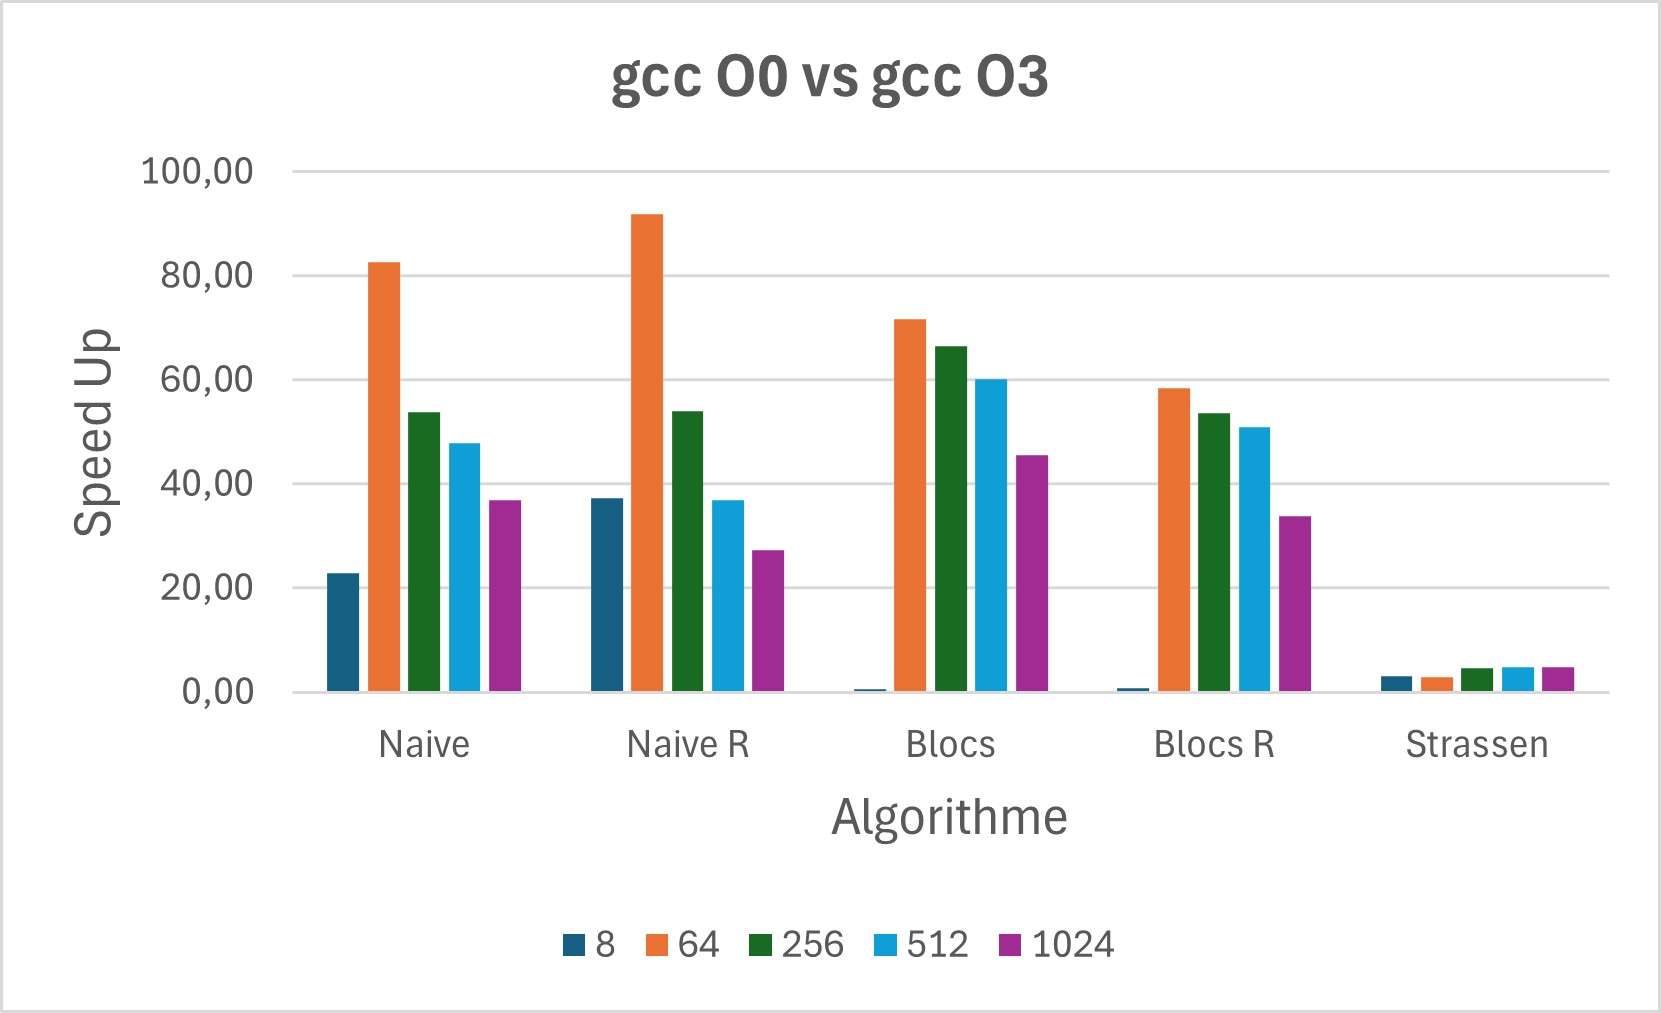 gcc O0 vs gcc O3
100,00
80,00
60,00
40,00
20,00
0,00
Speed Up
Naive Naive R Blocs Blocs R Strassen
Algorithme
8 64 256 512 1024